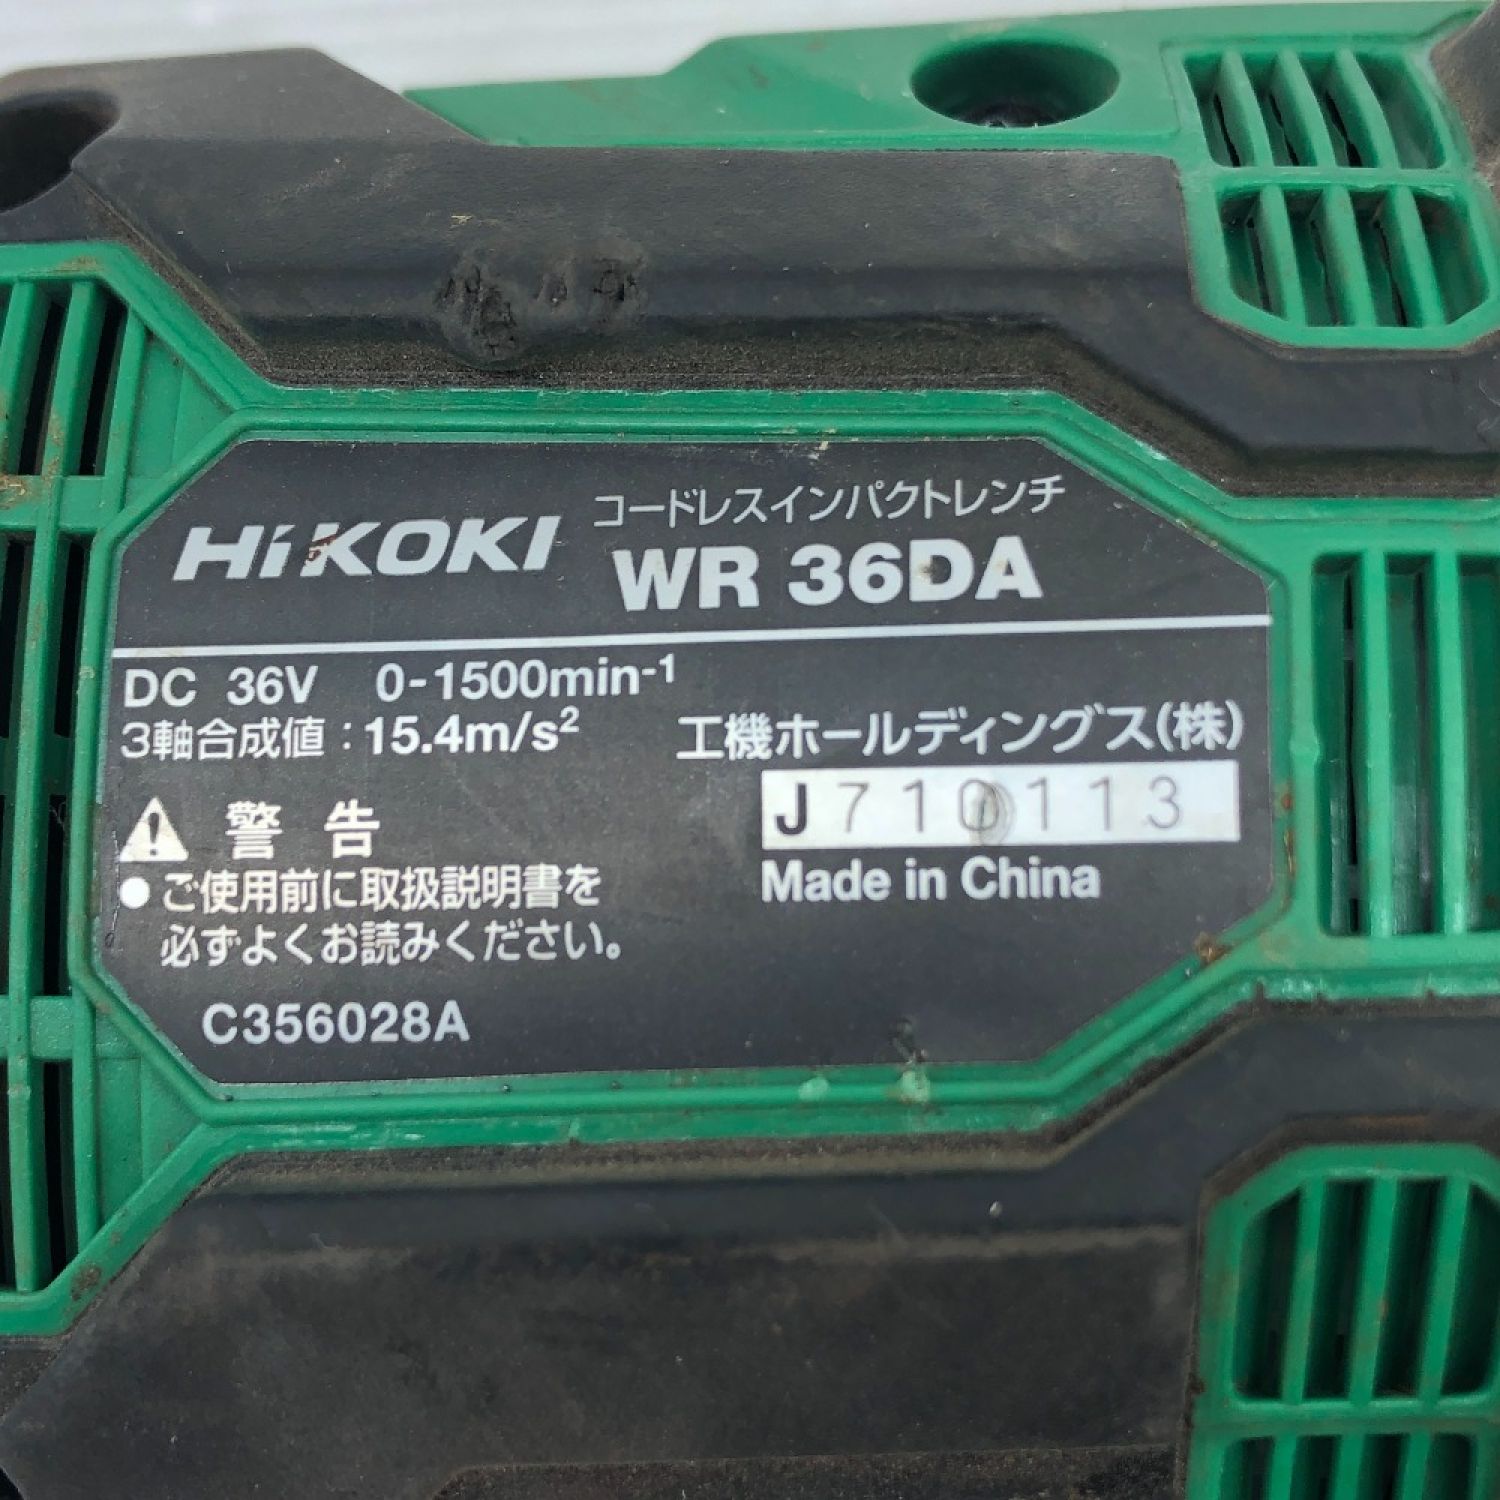 HiKOKI
コードレスインパクトレンチ
WR 36DA
DC 36V 0-1500min-1
3軸合成値:15.4m/s²
工機ホールディングス(株)
J710113
Made in China
警告
●ご使用前に取扱説明書を
必ずよくお読みください。
C356028A